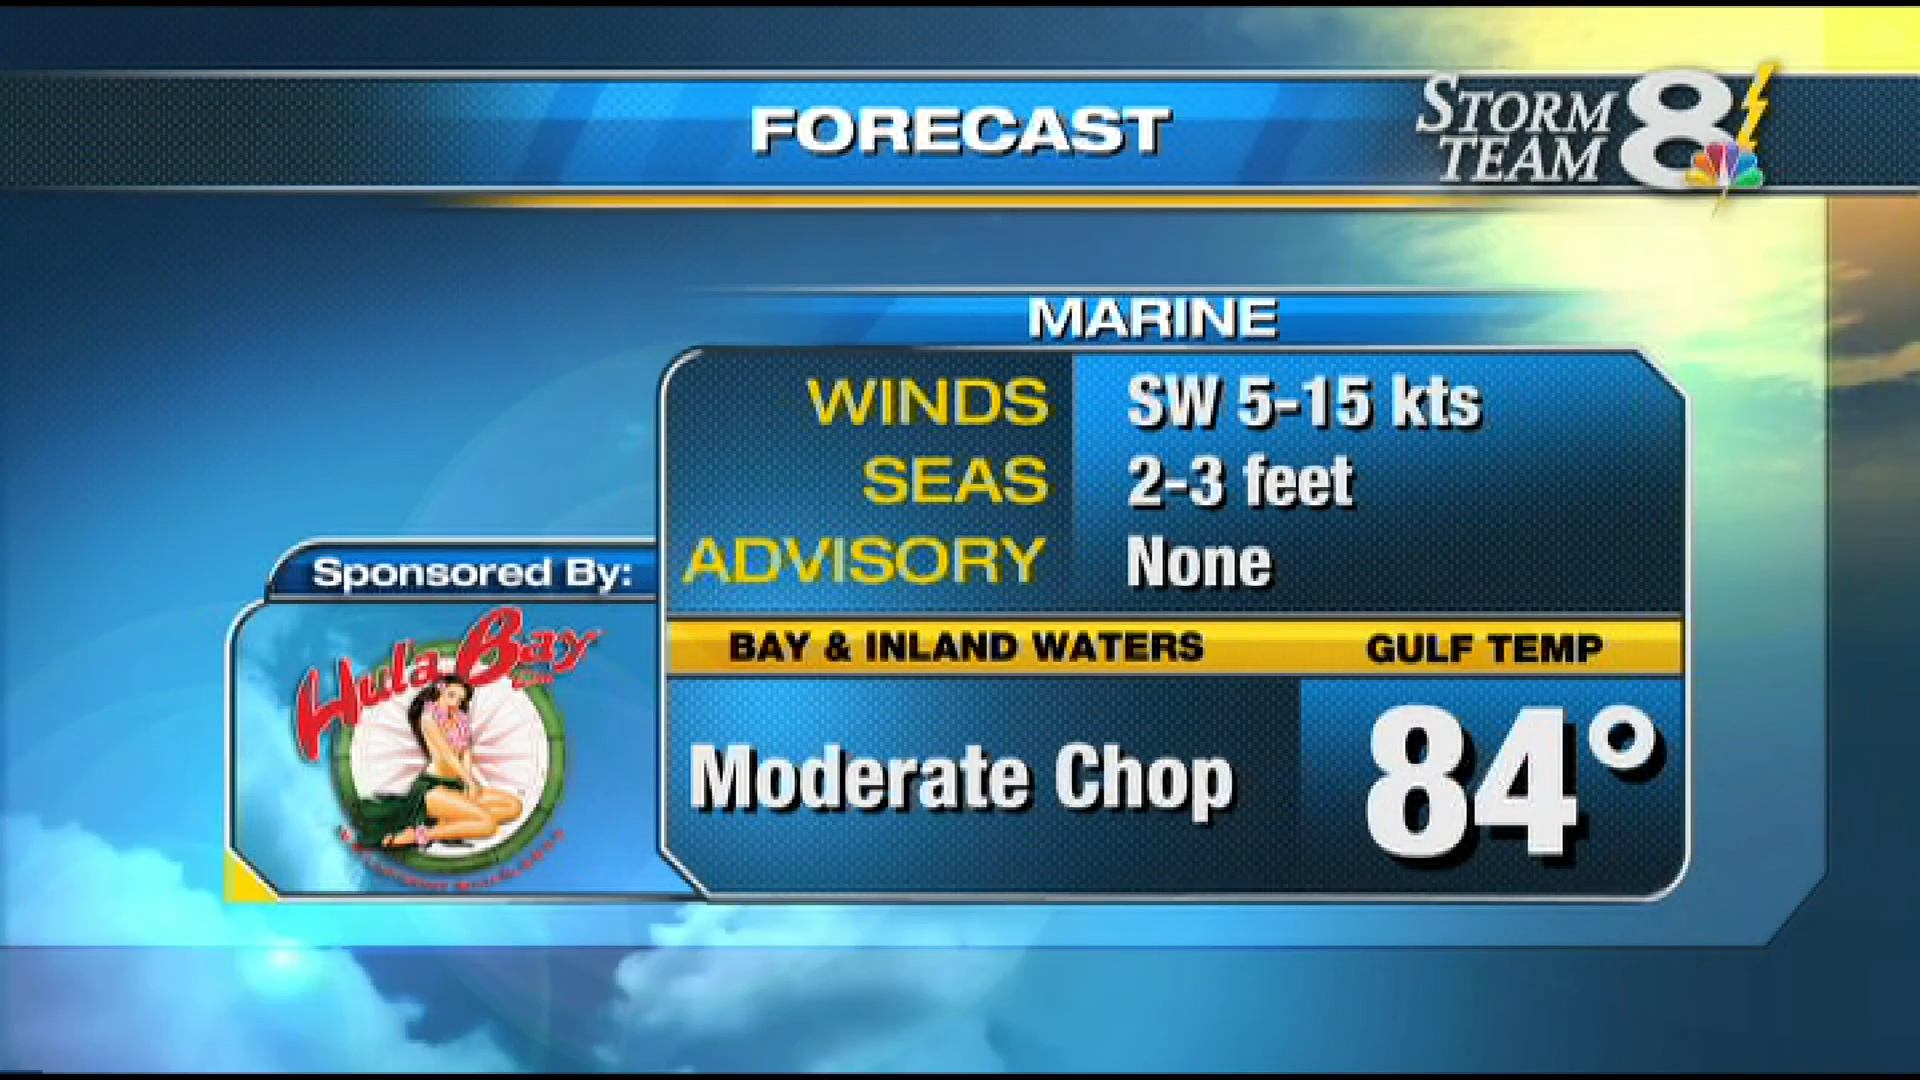 FORECAST
STORM
TEAM
8
MARINE
WINDS SW 5-15 kts
SEAS 2-3 feet
ADVISORY None
Sponsored By:
Hula Bay
BAY & INLAND WATERS GULF TEMP
Moderate Chop 84°